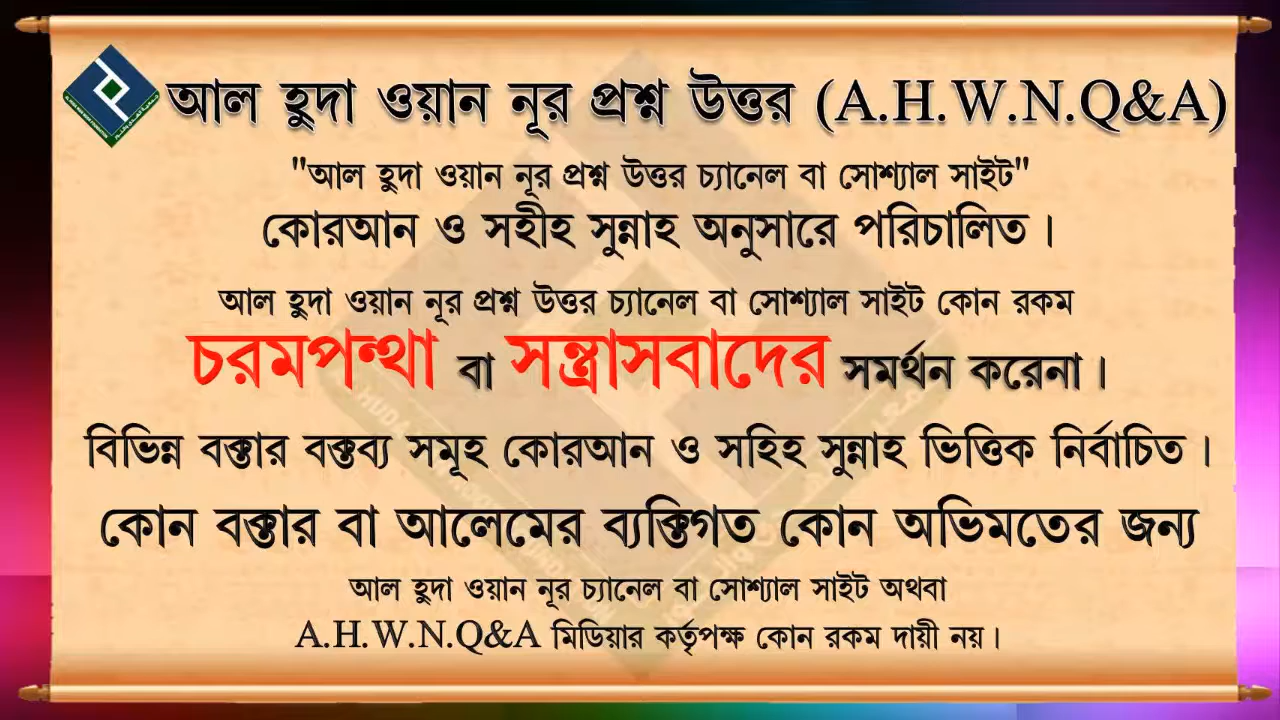 আল হুদা ওয়ান নূর প্রশ্ন উত্তর (A.H.W.N.Q&A)
"আল হুদা ওয়ান নূর প্রশ্ন উত্তর চ্যানেল বা সোশ্যাল সাইট"
কোরআন ও সহীহ সুন্নাহ অনুসারে পরিচালিত।
আল হুদা ওয়ান নূর প্রশ্ন উত্তর চ্যানেল বা সোশ্যাল সাইট কোন রকম
চরমপন্থা বা সন্ত্রাসবাদের সমর্থন করেনা।
বিভিন্ন বক্তার বক্তব্য সমূহ কোরআন ও সহিহ সুন্নাহ ভিত্তিক নির্বাচিত।
কোন বক্তার বা আলেমের ব্যক্তিগত কোন অভিমতের জন্য
আল হুদা ওয়ান নূর চ্যানেল বা সোশ্যাল সাইট অথবা
A.H.W.N.Q&A মিডিয়ার কর্তৃপক্ষ কোন রকম দায়ী নয়।